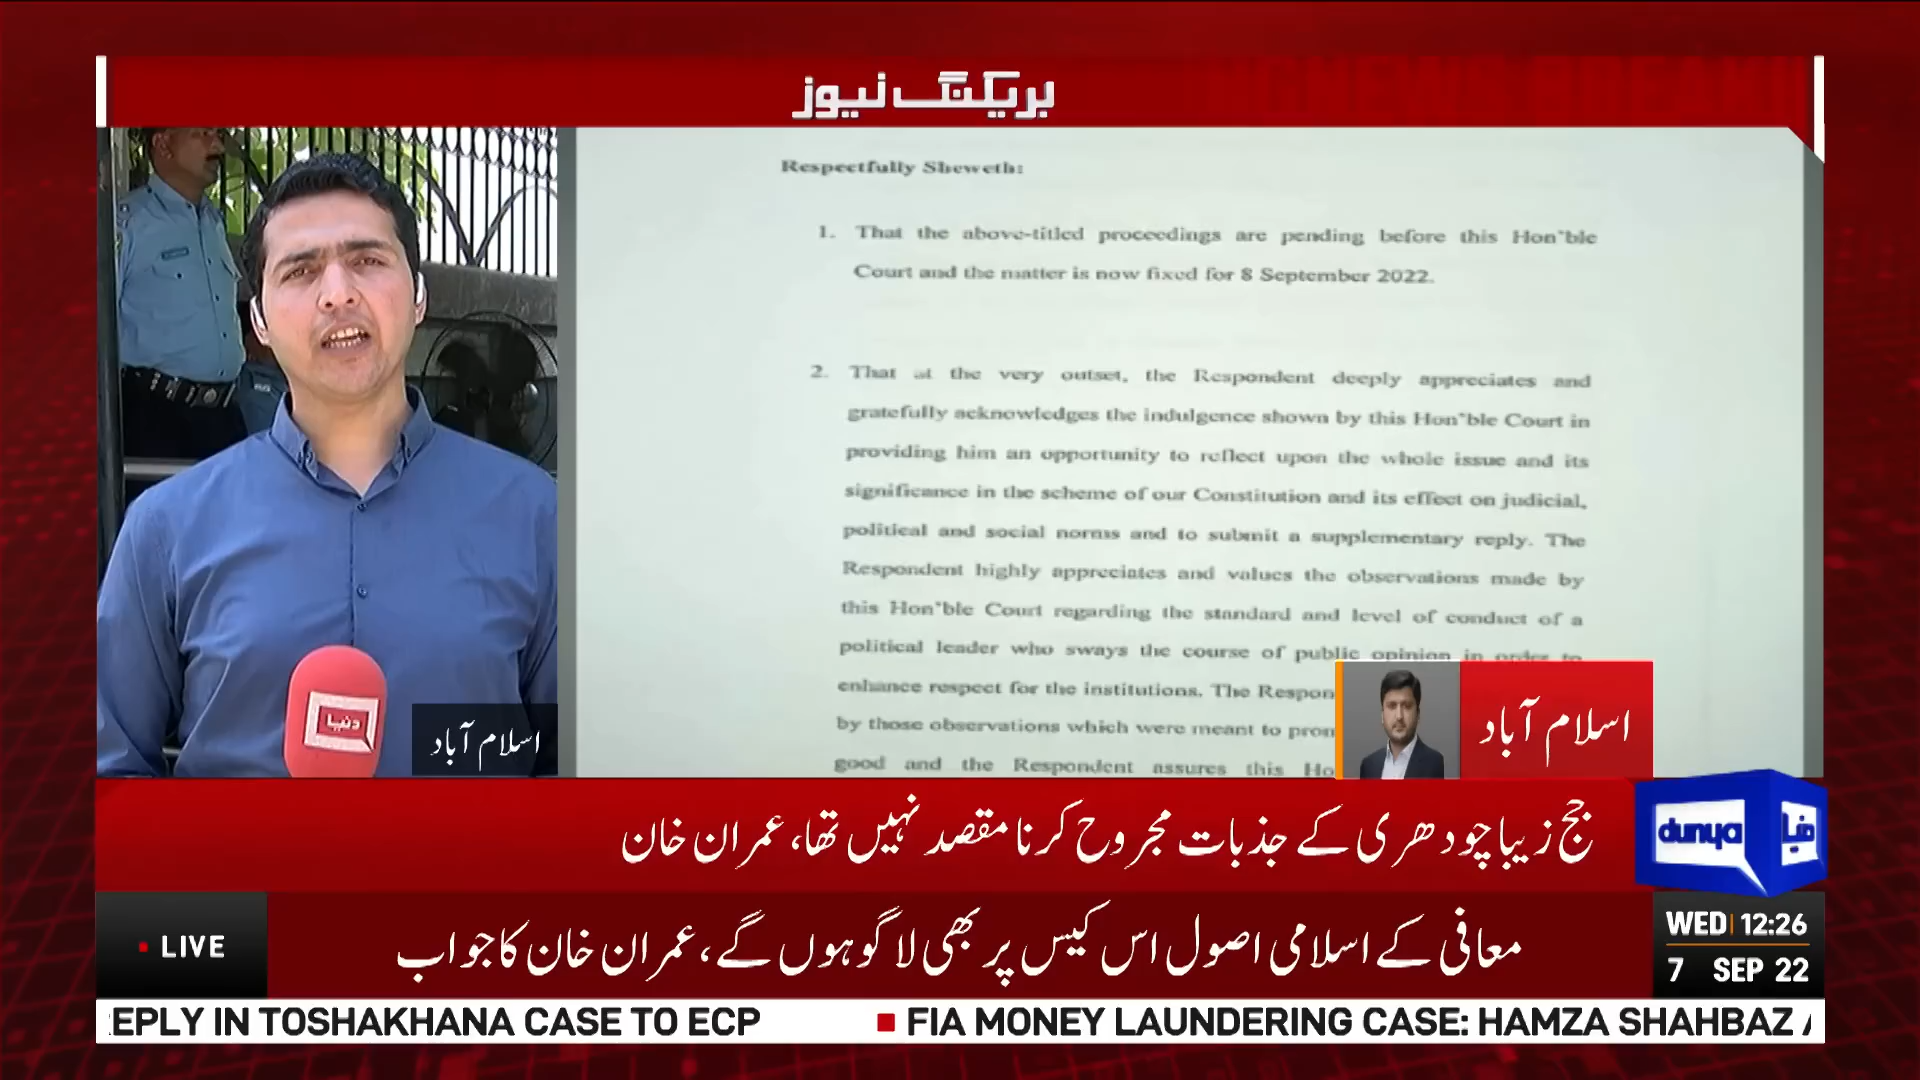 بریکنگ نیوز
Respectfully Sheweth:
1. That the above-titled proceedings are pending before this Hon'ble
Court and the matter is now fixed for 8 September 2022.
2. That at the very outset, the Respondent deeply appreciates and
gratefully acknowledges the indulgence shown by this Hon'ble Court in
providing him an opportunity to reflect upon the whole issue and its
significance in the scheme of our Constitution and its effect on judicial,
political and social norms and to submit a supplementary reply. The
Respondent highly appreciates and values the observations made by
this Hon'ble Court regarding the standard and level of conduct of a
political leader who sways the course of public opinion in order to
enhance respect for the institutions. The Respon
by those observations which were meant to pron
good and the Respondent assures this Ho
دنیا
اسلام آباد
اسلام آباد
جج زیبا چودھری کے جذبات مجروح کرنا مقصد نہیں تھا، عمران خان
dunya دنیا
LIVE
معافی کے اسلامی اصول اس کیس پر بھی لاگو ہوں گے، عمران خان کا جواب
WED 12:26
7 SEP 22
EPLY IN TOSHAKHANA CASE TO ECP
FIA MONEY LAUNDERING CASE: HAMZA SHAHBAZ